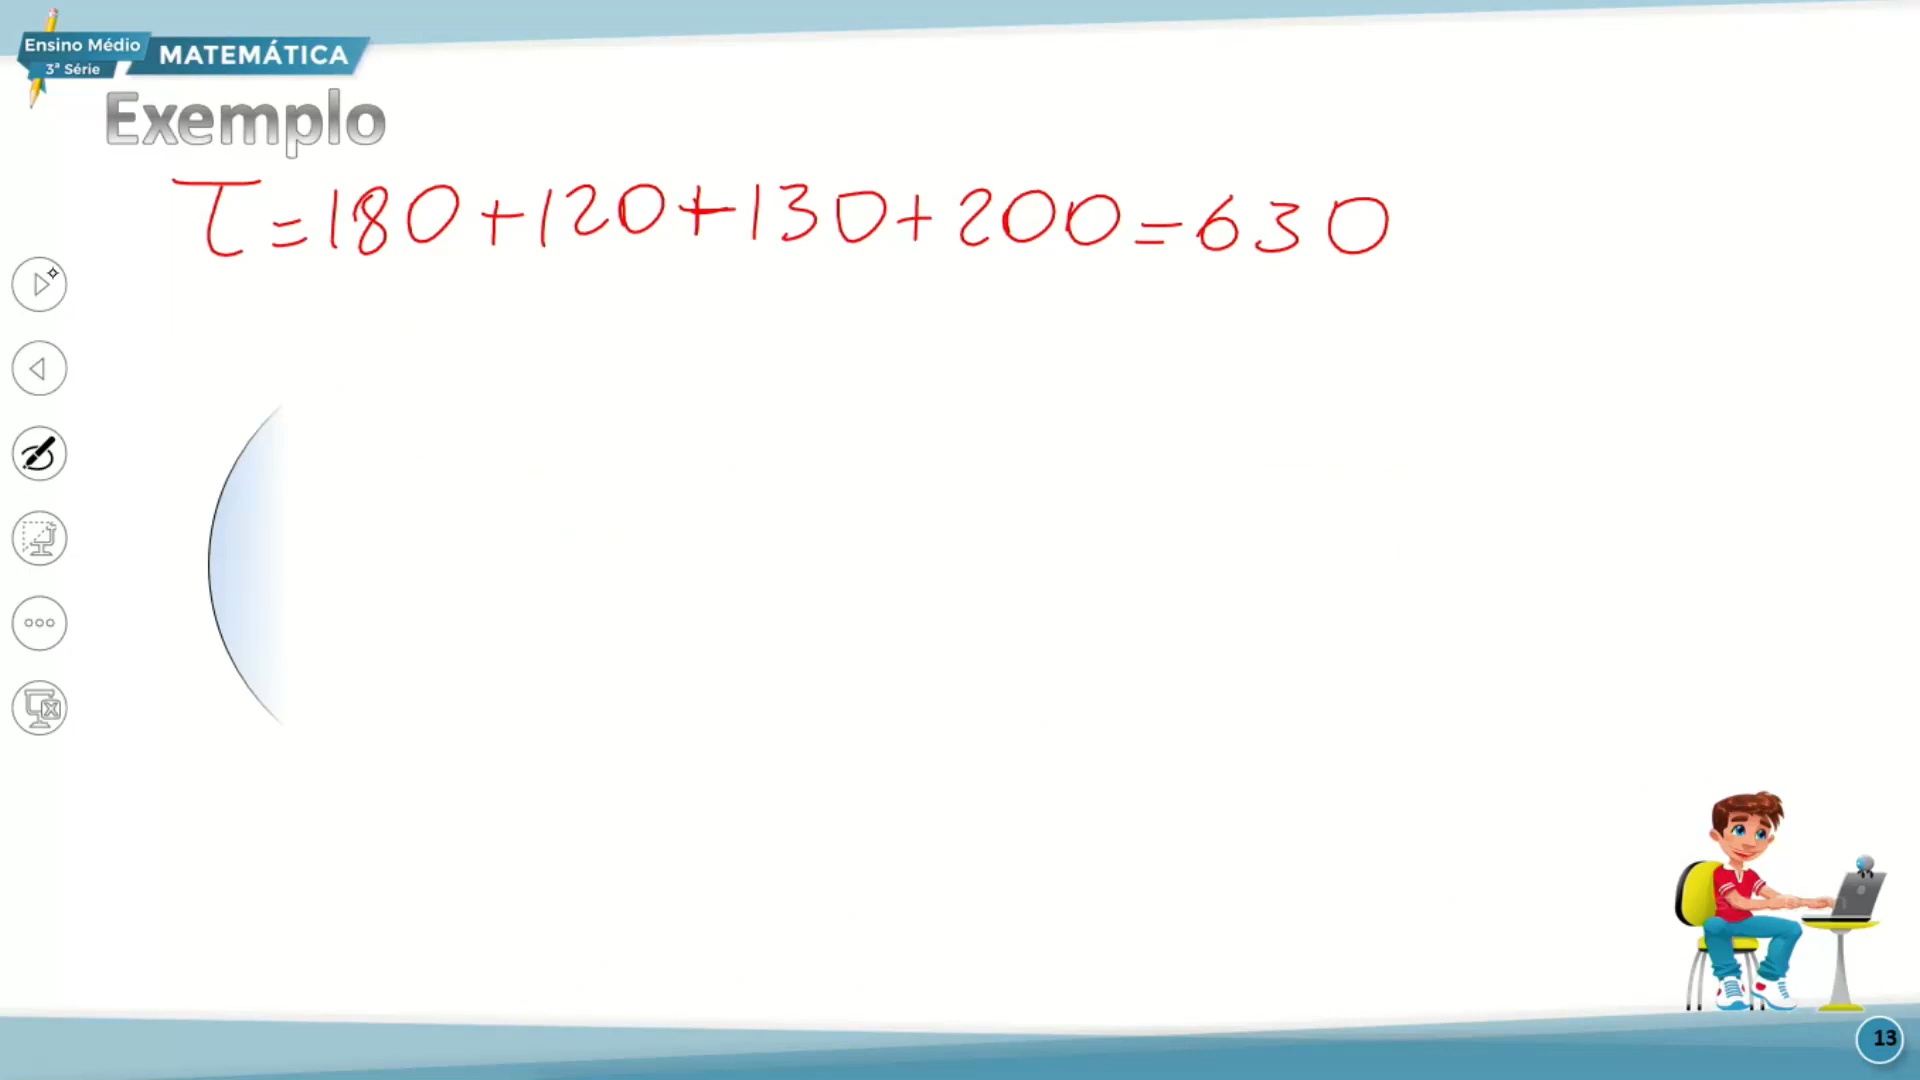 Ensino Médio
3ª Série
MATEMÁTICA
Exemplo
T=180+120+130+200=630
13